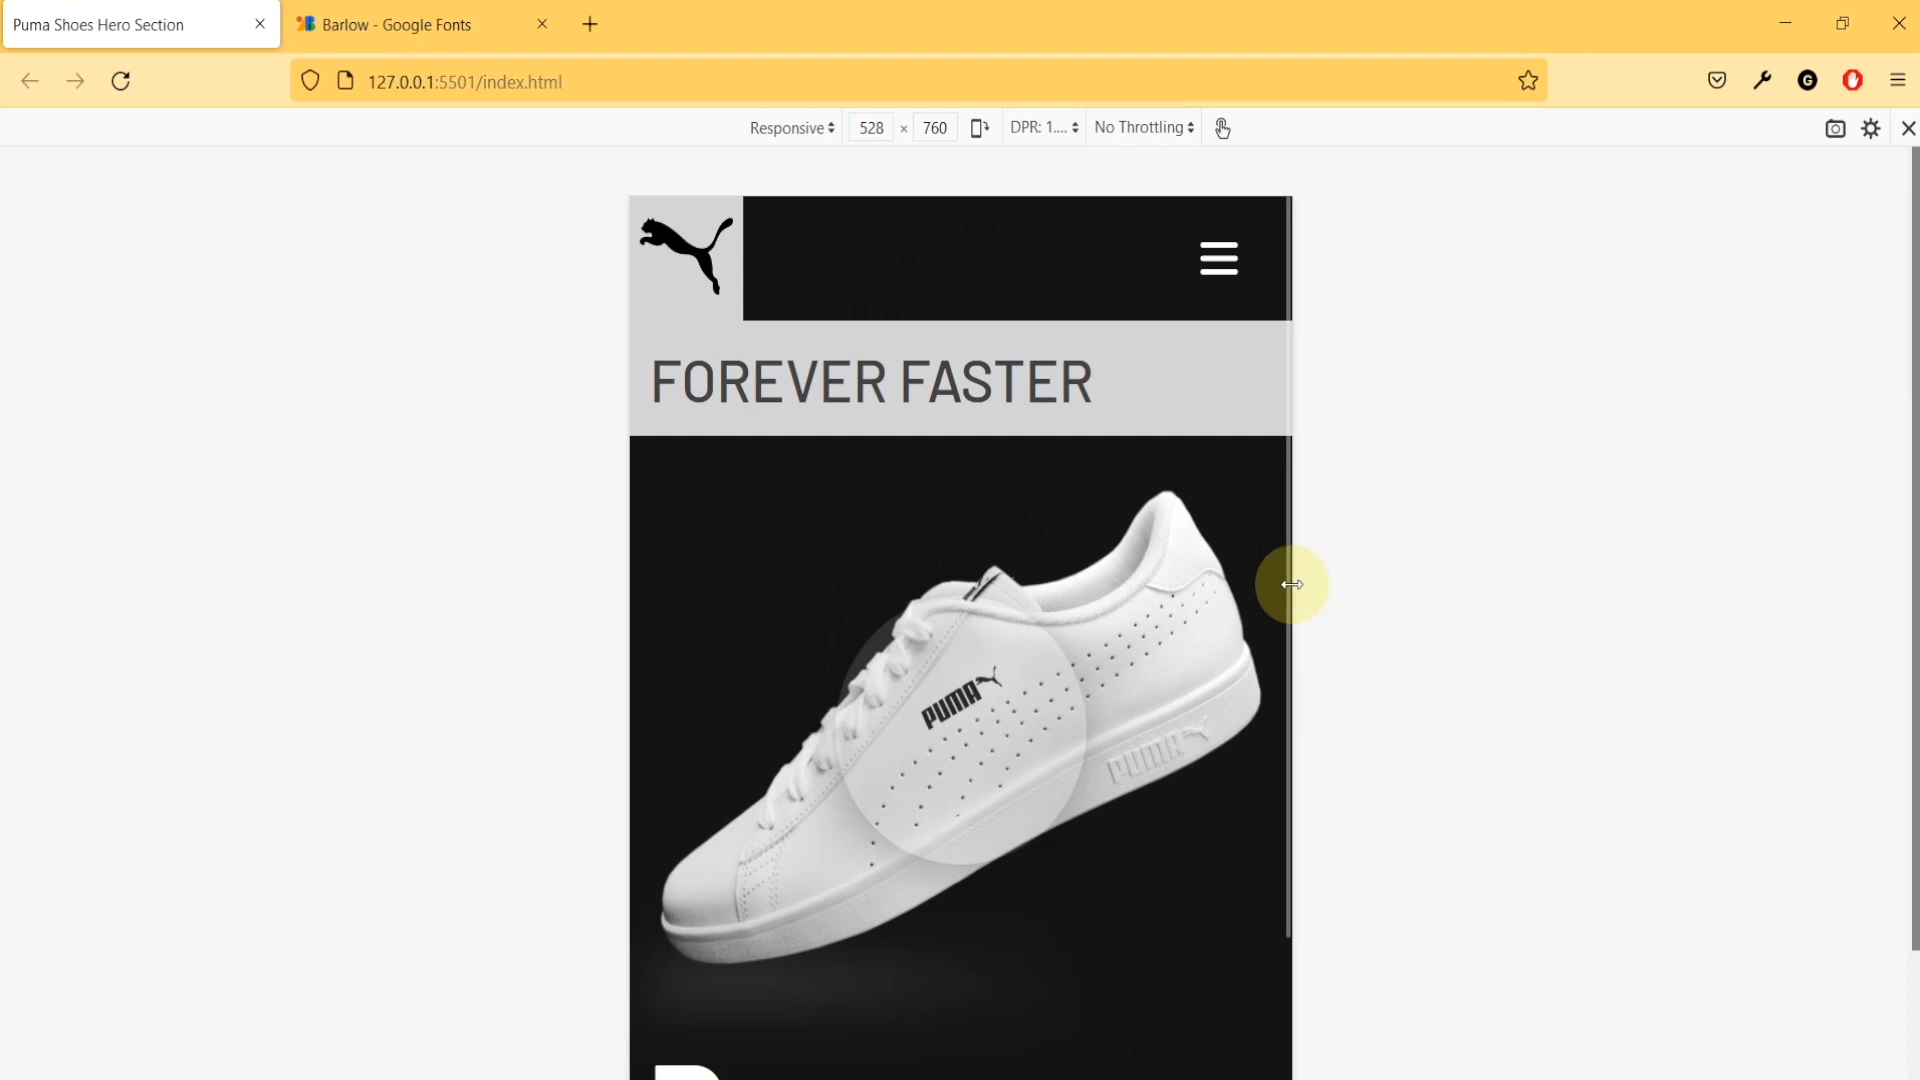 Puma Shoes Hero Section
Barlow - Google Fonts
127.0.0.1:5501/index.html
Responsive 528 × 760 DPR: 1.... No Throttling
FOREVER FASTER
PUMA
PUMA